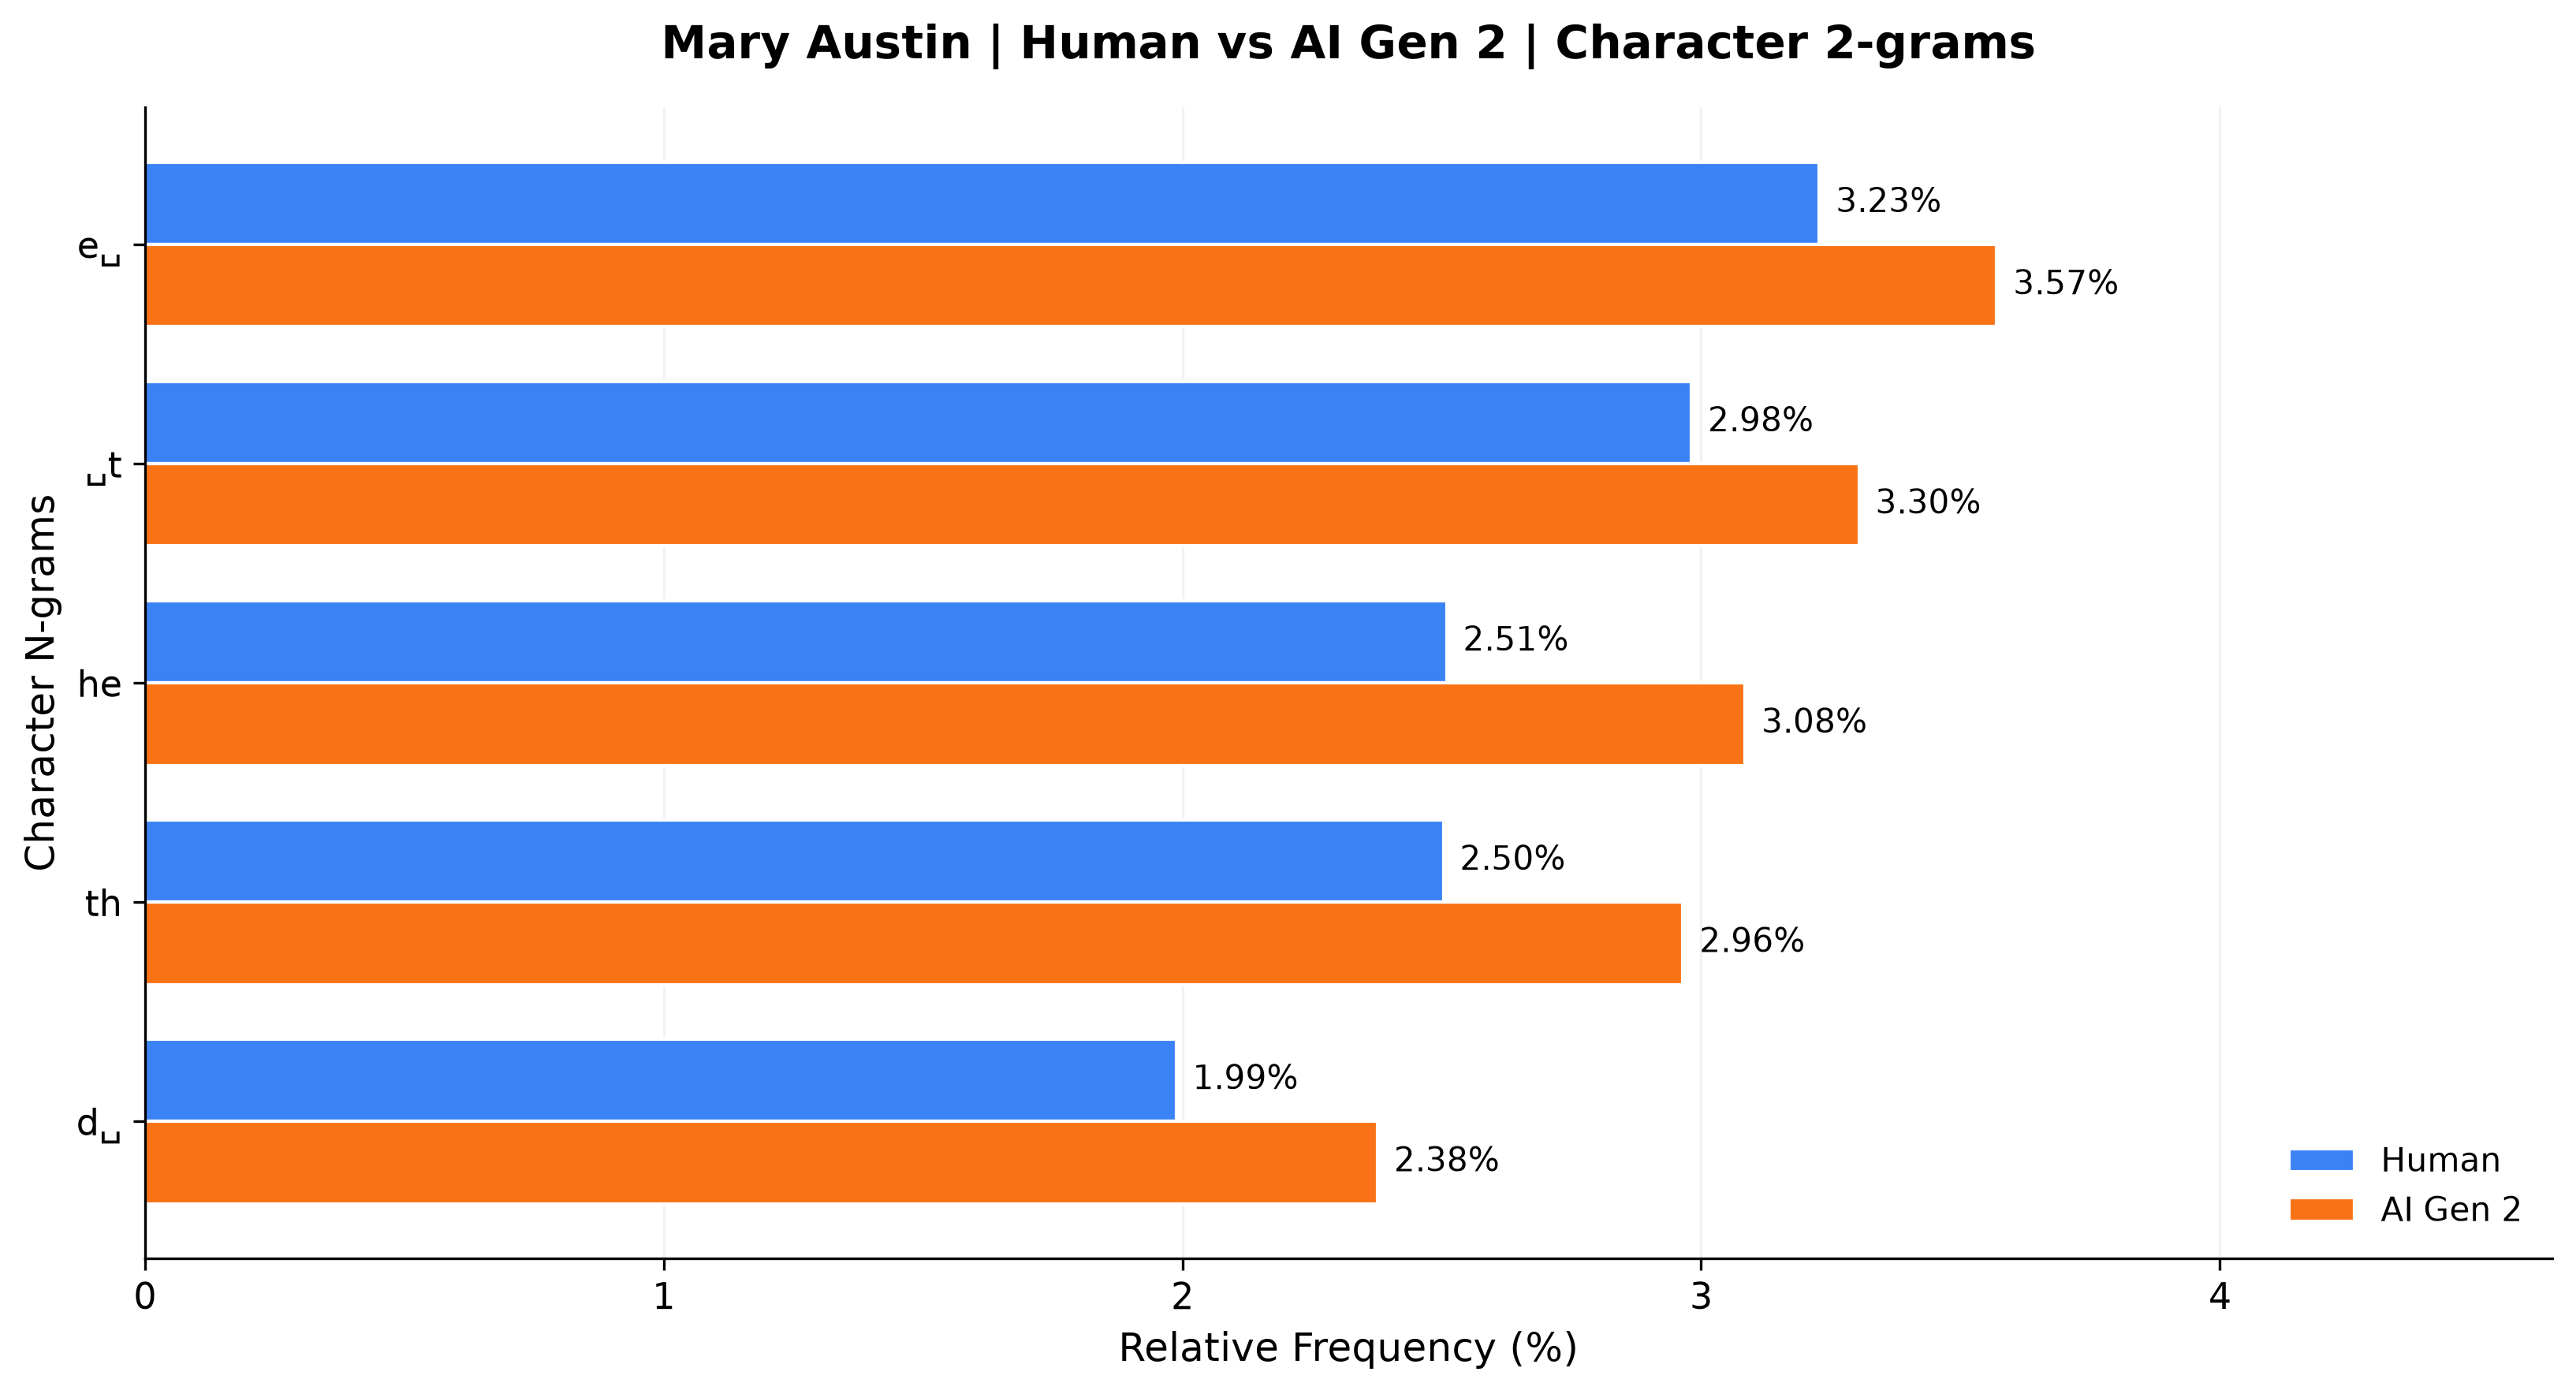 Mary Austin | Human vs AI Gen 2 | Character 2-grams
Character N-grams
e␣
3.23%
3.57%
␣t
2.98%
3.30%
he
2.51%
3.08%
th
2.50%
2.96%
d␣
1.99%
2.38%
Human
AI Gen 2
0 1 2 3 4
Relative Frequency (%)